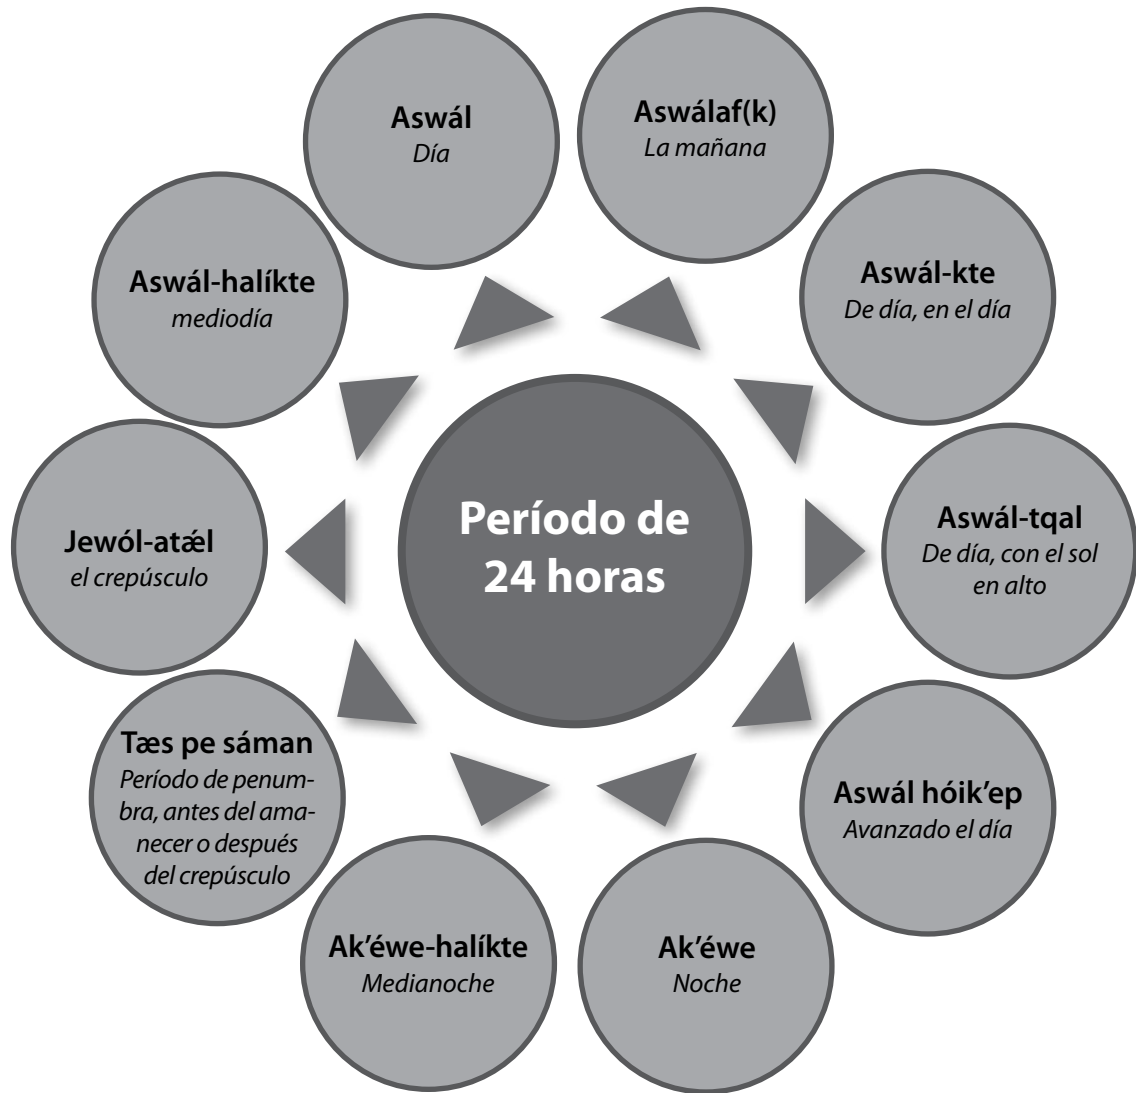 Aswál
Día
Aswálaf(k)
La mañana
Aswál-kte
De día, en el día
Aswál-tqal
De día, con el sol
en alto
Aswál hóik’ep
Avanzado el día
Ak’éwe
Noche
Ak’éwe-halíkte
Medianoche
Tæs pe sáman
Período de penum-
bra, antes del ama-
necer o después
del crepúsculo
Jewól-atǽl
el crepúsculo
Aswál-halíkte
mediodía
Período de
24 horas